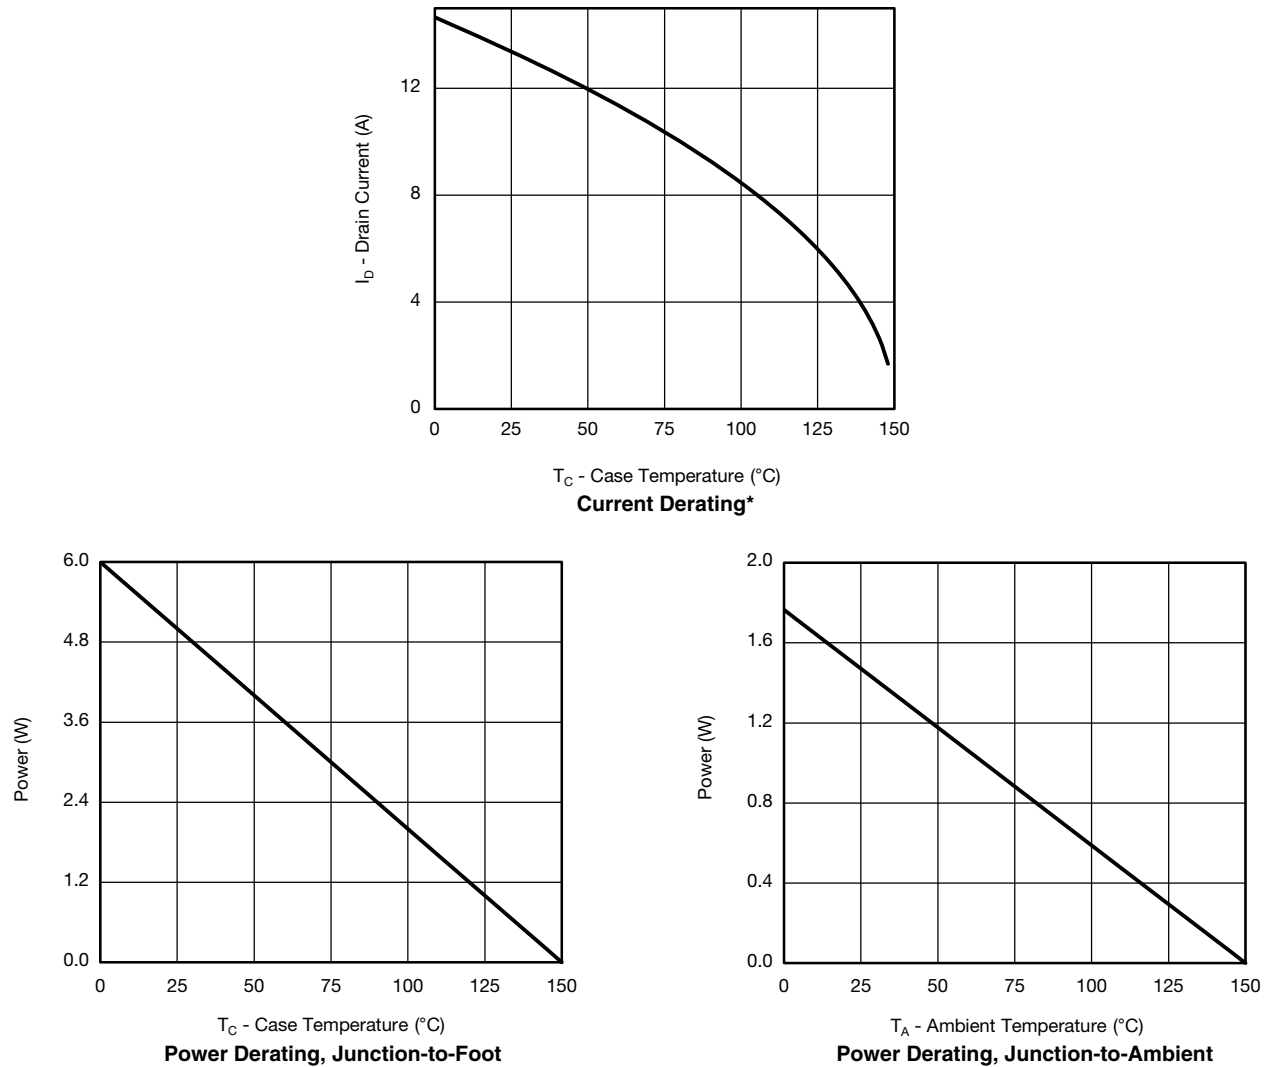 12
8
4
0
I_D - Drain Current (A)
0 25 50 75 100 125 150
T_C - Case Temperature (°C)
Current Derating*
6.0
4.8
3.6
2.4
1.2
0.0
Power (W)
0 25 50 75 100 125 150
T_C - Case Temperature (°C)
Power Derating, Junction-to-Foot
2.0
1.6
1.2
0.8
0.4
0.0
Power (W)
0 25 50 75 100 125 150
T_A - Ambient Temperature (°C)
Power Derating, Junction-to-Ambient